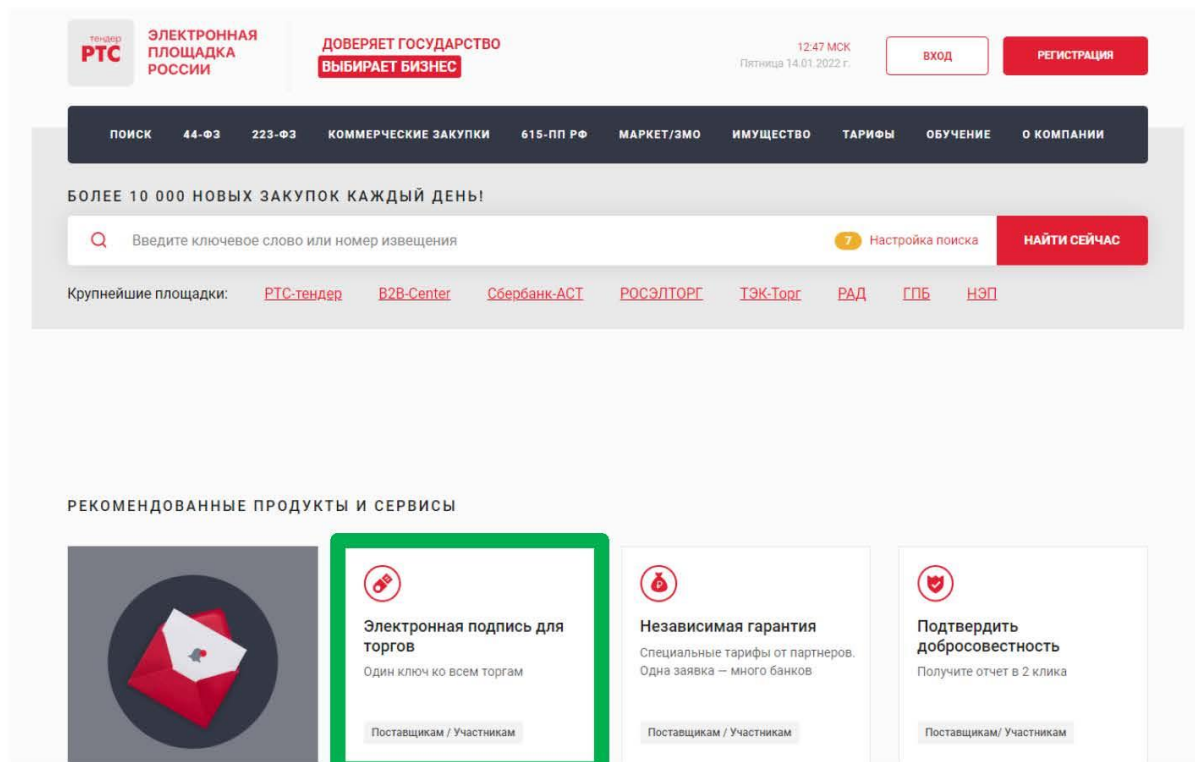 тендер
РТС
ЭЛЕКТРОННАЯ
ПЛОЩАДКА
РОССИИ
ДОВЕРЯЕТ ГОСУДАРСТВО
ВЫБИРАЕТ БИЗНЕС
12:47 МСК
Пятница 14.01.2022 г.
ВХОД
РЕГИСТРАЦИЯ
ПОИСК 44-ФЗ 223-ФЗ КОММЕРЧЕСКИЕ ЗАКУПКИ 615-ПП РФ МАРКЕТ/ЗМО ИМУЩЕСТВО ТАРИФЫ ОБУЧЕНИЕ О КОМПАНИИ
БОЛЕЕ 10 000 НОВЫХ ЗАКУПОК КАЖДЫЙ ДЕНЬ!
Введите ключевое слово или номер извещения 7 Настройка поиска НАЙТИ СЕЙЧАС
Крупнейшие площадки: РТС-тендер B2B-Center Сбербанк-АСТ РОСЭЛТОРГ ТЭК-Торг РАД ГПБ НЭП
РЕКОМЕНДОВАННЫЕ ПРОДУКТЫ И СЕРВИСЫ
Электронная подпись для
торгов
Один ключ ко всем торгам
Поставщикам / Участникам
Независимая гарантия
Специальные тарифы от партнеров.
Одна заявка — много банков
Поставщикам / Участникам
Подтвердить
добросовестность
Получите отчет в 2 клика
Поставщикам/ Участникам